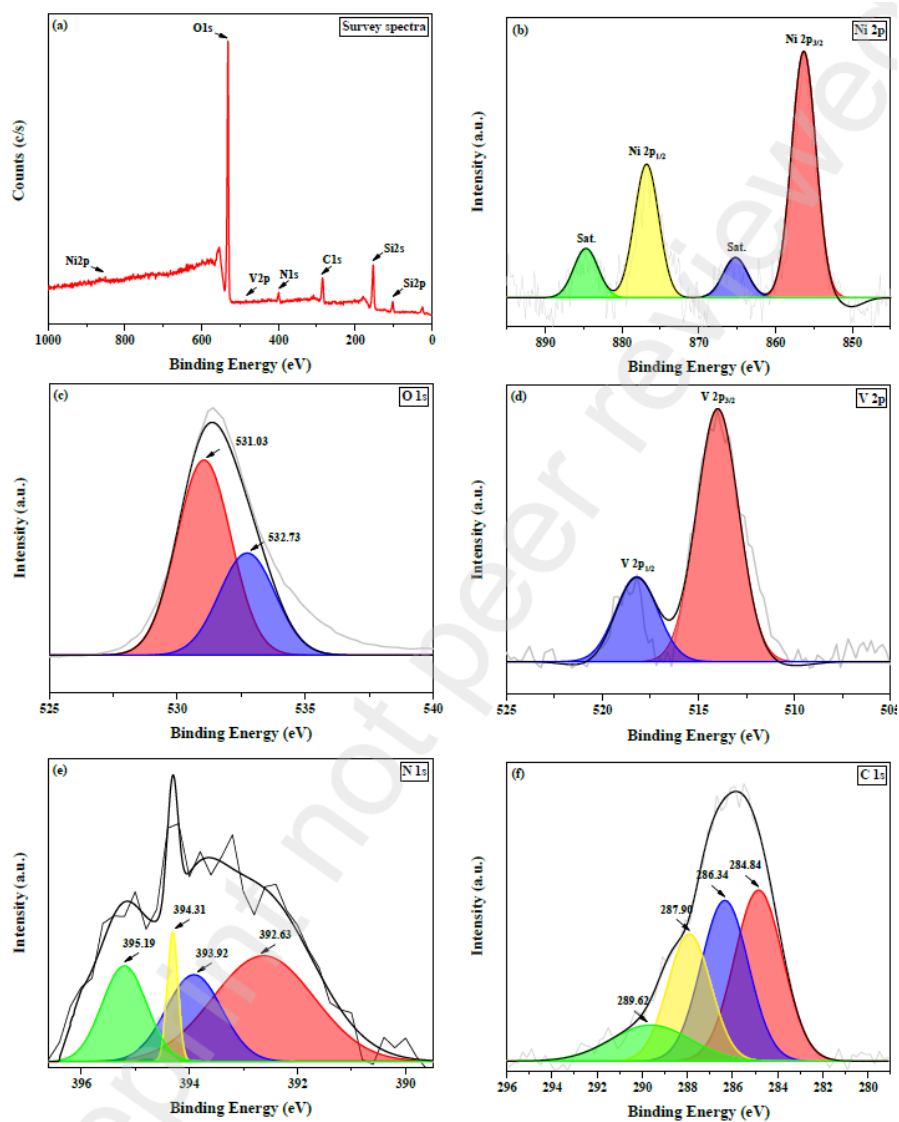 (a)
Survey spectra
O1s
Ni2p
V2p
N1s
C1s
Si2s
Si2p
Counts (c/s)
1000 800 600 400 200 0
Binding Energy (eV)
(b)
Ni 2p
Ni 2p3/2
Ni 2p1/2
Sat.
Sat.
Intensity (a.u.)
890 880 870 860 850
Binding Energy (eV)
(c)
O 1s
531.03
532.73
Intensity (a.u.)
525 530 535 540
Binding Energy (eV)
(d)
V 2p
V 2p3/2
V 2p1/2
Intensity (a.u.)
525 520 515 510 505
Binding Energy (eV)
(e)
N 1s
395.19
394.31
393.92
392.63
Intensity (a.u.)
396 394 392 390
Binding Energy (eV)
(f)
C 1s
284.84
286.34
287.90
289.62
Intensity (a.u.)
296 294 292 290 288 286 284 282 280
Binding Energy (eV)
eprint not peer reviewed